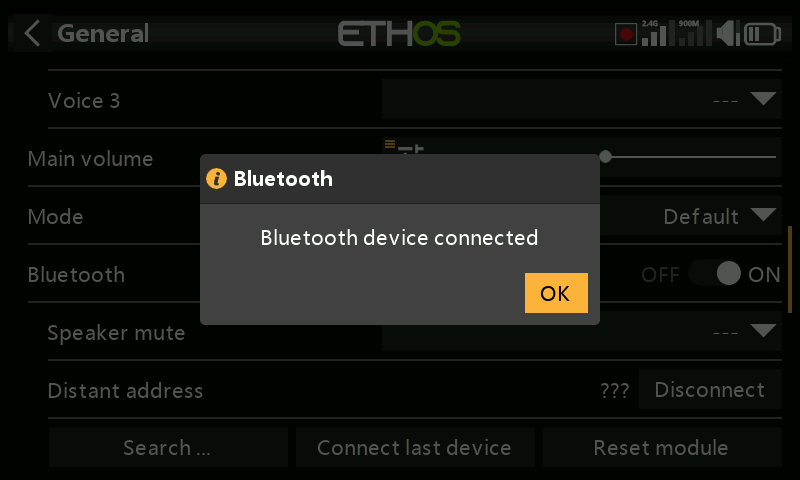 General
ETHOS
2.4G
900M
Voice 3
---
Main volume
Bluetooth
Bluetooth device connected
OK
Mode
Default
Bluetooth
OFF
ON
Speaker mute
---
Distant address
???
Disconnect
Search ...
Connect last device
Reset module